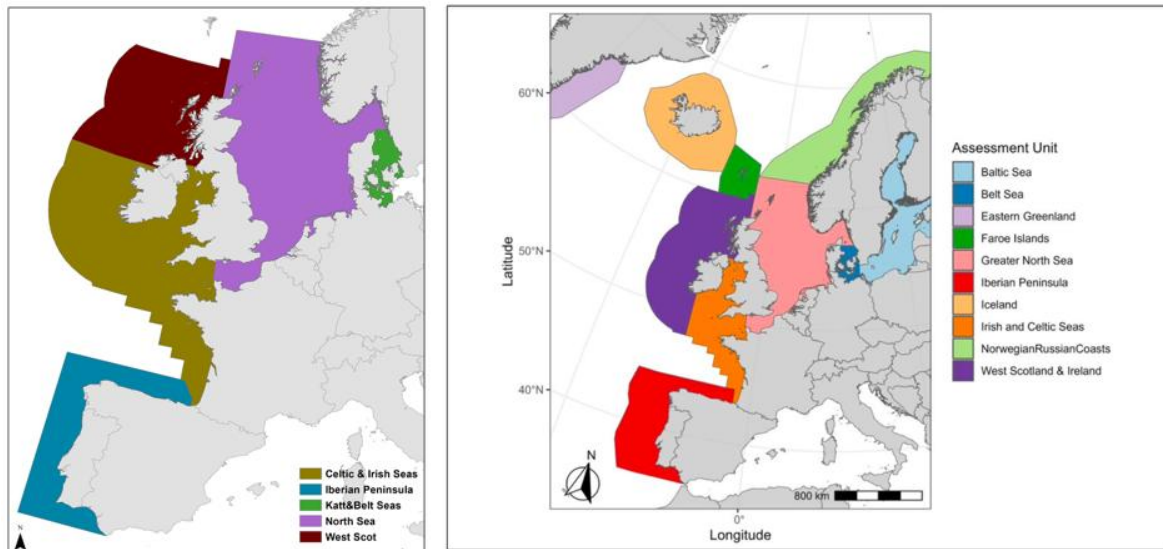 Celtic & Irish Seas
Iberian Peninsula
Katt&Belt Seas
North Sea
West Scot
N
60°N
50°N
40°N
Latitude
0°
Longitude
N
800 km
Assessment Unit
Baltic Sea
Belt Sea
Eastern Greenland
Faroe Islands
Greater North Sea
Iberian Peninsula
Iceland
Irish and Celtic Seas
NorwegianRussianCoasts
West Scotland & Ireland